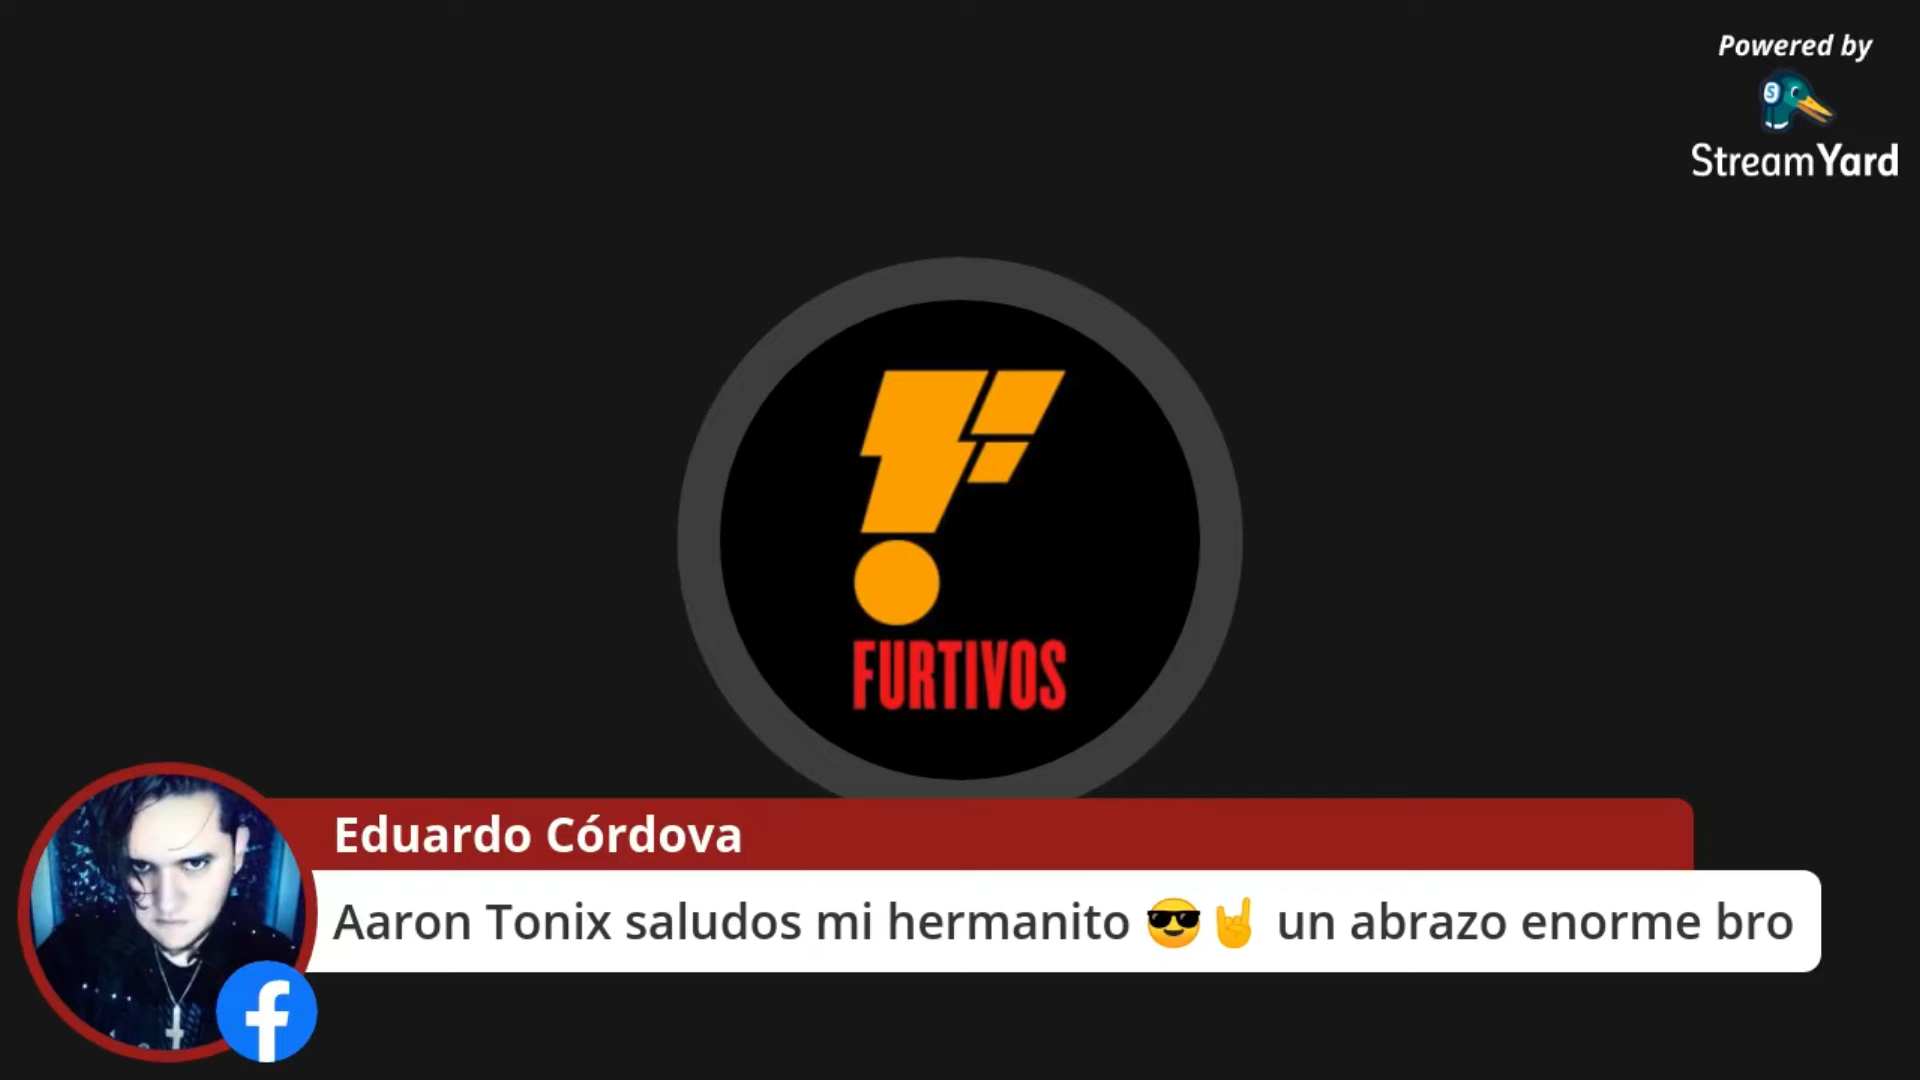 Powered by
StreamYard
FURTIVOS
Eduardo Córdova
Aaron Tonix saludos mi hermanito 😎🤘 un abrazo enorme bro